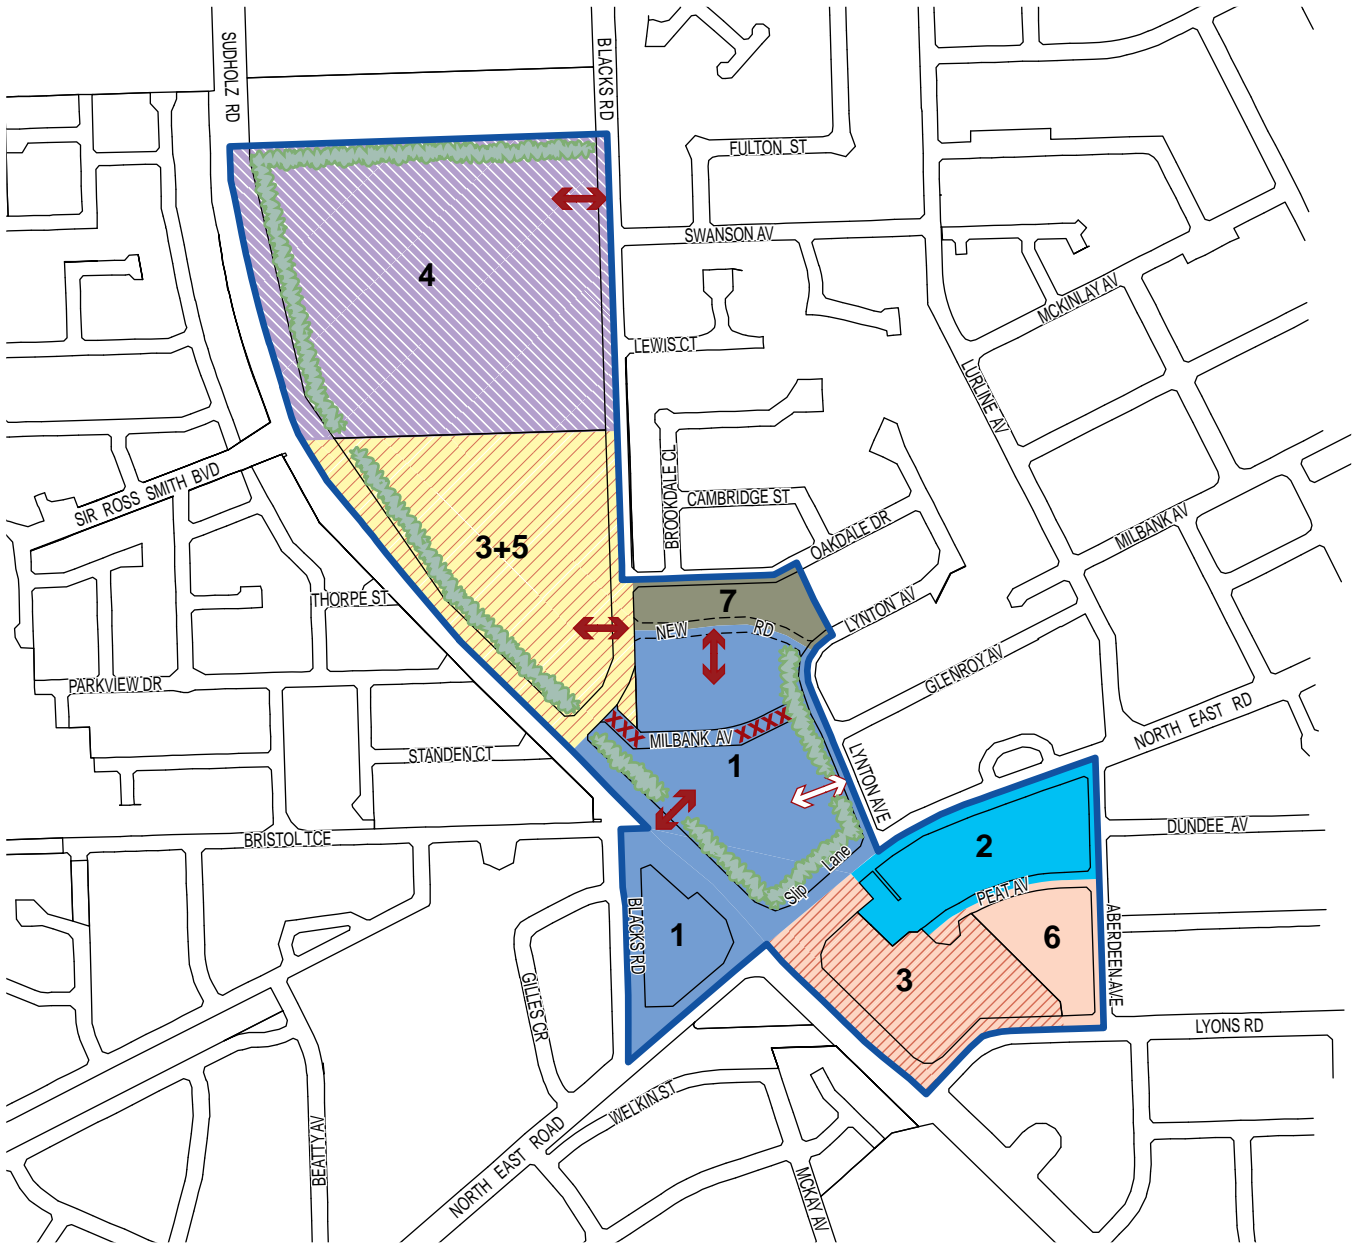 SUDHOLZ RD
BLACKS RD
FULTON ST
SWANSON AV
4
MCKINLAY AV
LEWIS CT
LURLINE AV
SIR ROSS SMITH BVD
BROOKDALE CL
CAMBRIDGE ST
OAKDALE DR
MILBANK AV
3+5
THORPE ST
7
LYNTON AV
NEW RD
GLENROY AV
PARKVIEW DR
NORTH EAST RD
XXX
MILBANK AV
XXXX
STANDEN CT
1
LYNTON AVE
BRISTOL TCE
DUNDEE AV
2
Slip Lane
PEAT AV
BLACKS RD
1
6
ABERDEEN AVE
3
GILLES CR
LYONS RD
WELKIN ST
BEATTY AV
NORTH EAST ROAD
MCKAY AV